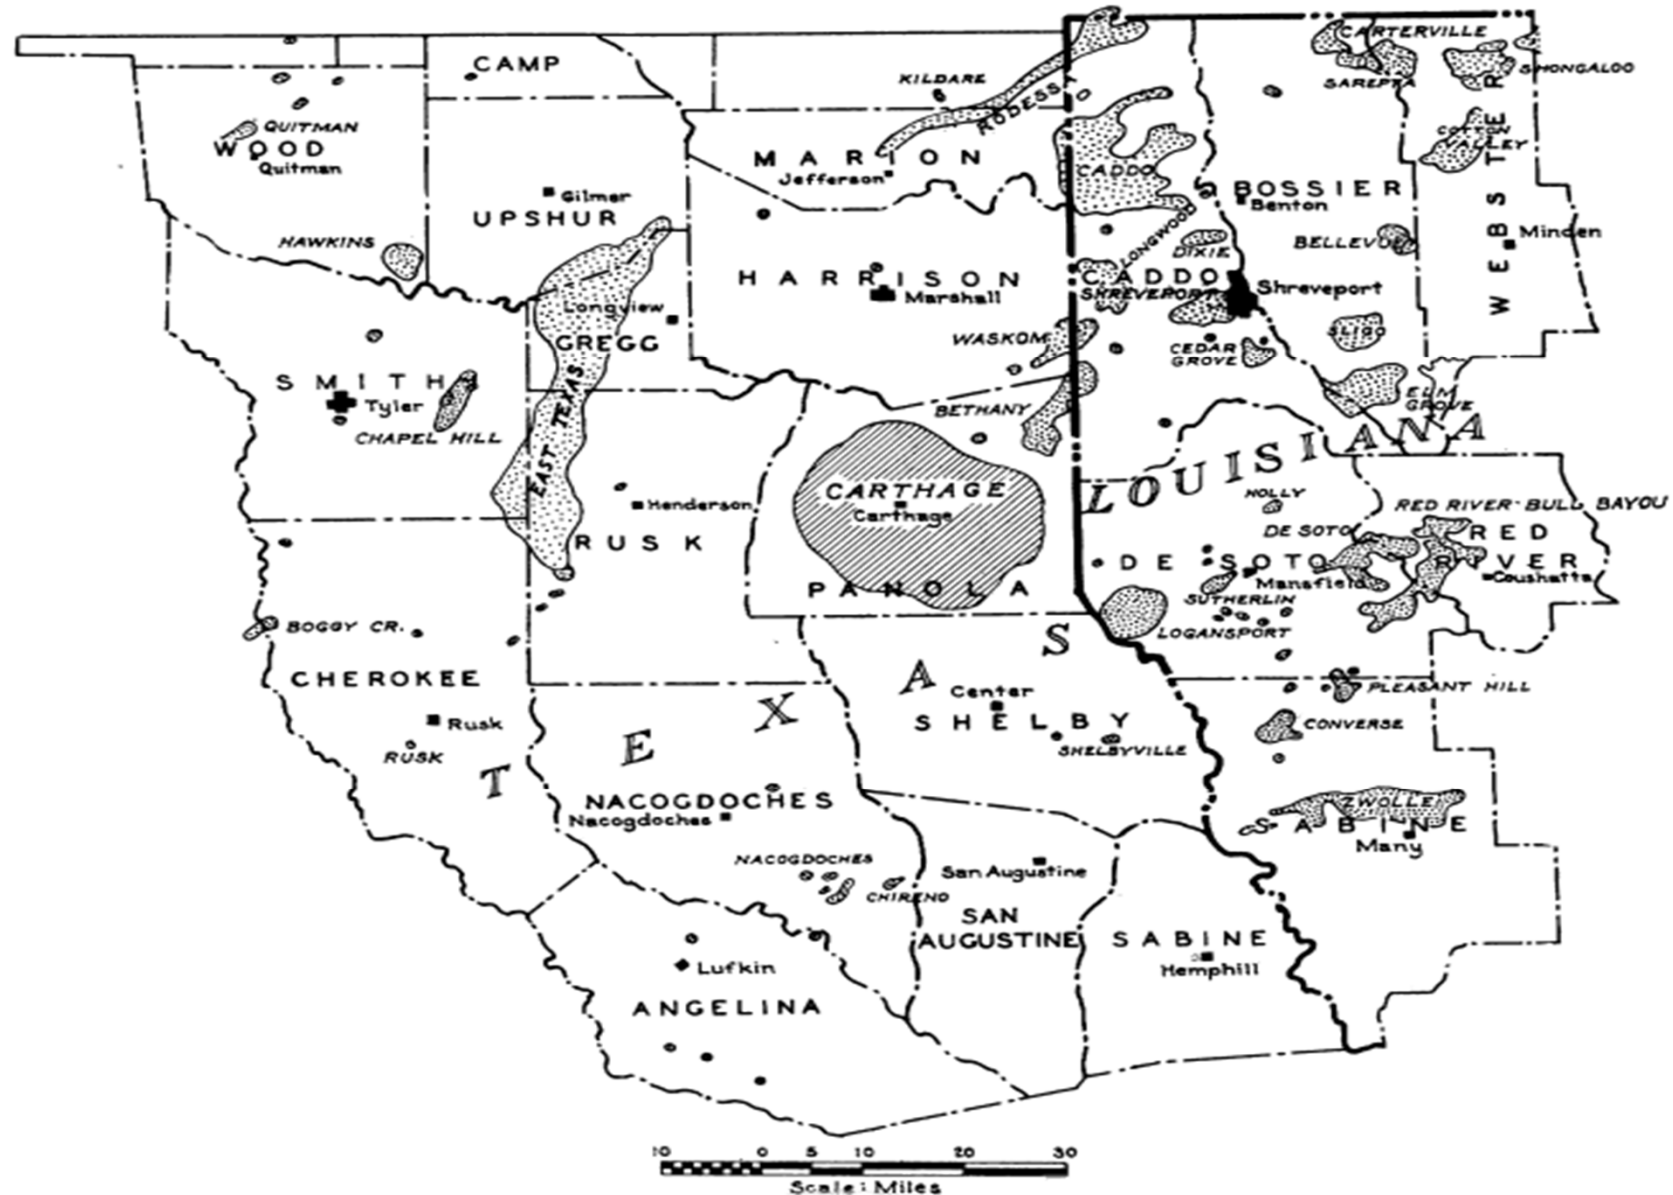 CAMP
CARTERVILLE
SAREPTA
SHONGALOO
KILDARE
RODESSA
QUITMAN
WOOD
Quitman
MARION
Jefferson
CADDO
COTTON
VALLEY
WEBSTER
BOSSIER
Benton
Gilmer
UPSHUR
HAWKINS
LONGWOOD
DIXIE
BELLEVUE
Minden
HARRISON
Marshall
CADDO
SHREVEPORT
Shreveport
Longview
GREGG
WASKOM
CEDAR
GROVE
SLIGO
SMITH
Tyler
CHAPEL HILL
EAST TEXAS
BETHANY
ELM
GROVE
LOUISIANA
CARTHAGE
Carthage
Henderson
RUSK
PANOLA
HOLLY
DE SOTO
RED RIVER-BULL BAYOU
RED
RIVER
Coushatta
DE SOTO
Mansfield
SUTHERLIN
LOGANSPORT
BOGGY CR.
CHEROKEE
Rusk
RUSK
TEXAS
Center
SHELBY
SHELBYVILLE
PLEASANT HILL
CONVERSE
NACOGDOCHES
Nacogdoches
ZWOLLE
SABINE
Many
NACOGDOCHES
CHIRENO
San Augustine
SAN
AUGUSTINE
SABINE
Hemphill
Lufkin
ANGELINA
10 0 5 10 20 30
Scale: Miles